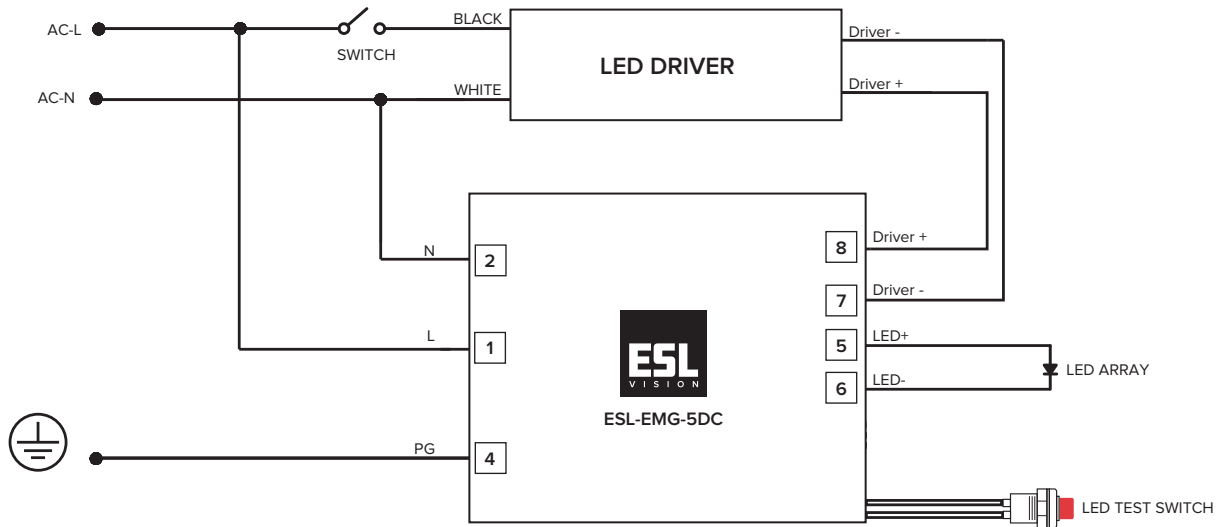 AC-L
SWITCH
BLACK
LED DRIVER
Driver -
AC-N
WHITE
Driver +
N
2
8
Driver +
7
Driver -
L
1
5
LED+
LED ARRAY
6
LED-
ESL
VISION
ESL-EMG-5DC
PG
4
LED TEST SWITCH